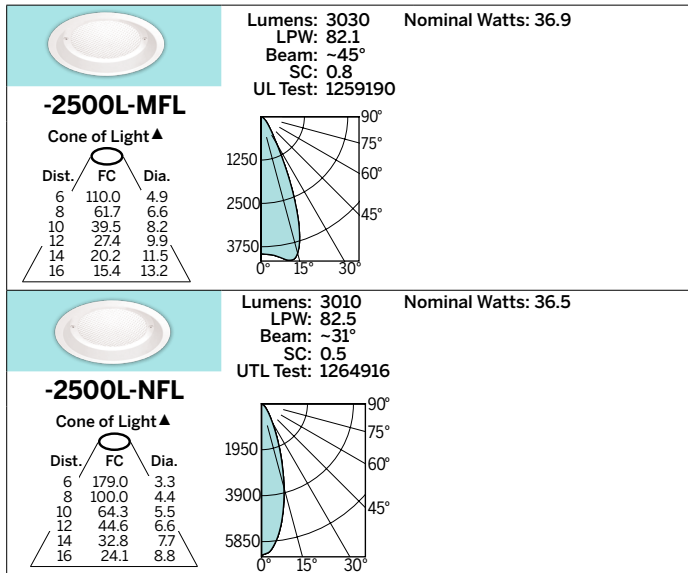 Lumens: 3030 Nominal Watts: 36.9
LPW: 82.1
Beam: ~45°
SC: 0.8
UL Test: 1259190
-2500L-MFL
Cone of Light▲
Dist. FC Dia.
6 110.0 4.9
8 61.7 6.6
10 39.5 8.2
12 27.4 9.9
14 20.2 11.5
16 15.4 13.2
90°
75°
1250
60°
2500
45°
3750
0° 15° 30°
Lumens: 3010 Nominal Watts: 36.5
LPW: 82.5
Beam: ~31°
SC: 0.5
UTL Test: 1264916
-2500L-NFL
Cone of Light▲
Dist. FC Dia.
6 179.0 3.3
8 100.0 4.4
10 64.3 5.5
12 44.6 6.6
14 32.8 7.7
16 24.1 8.8
90°
75°
1950
60°
3900
45°
5850
0° 15° 30°